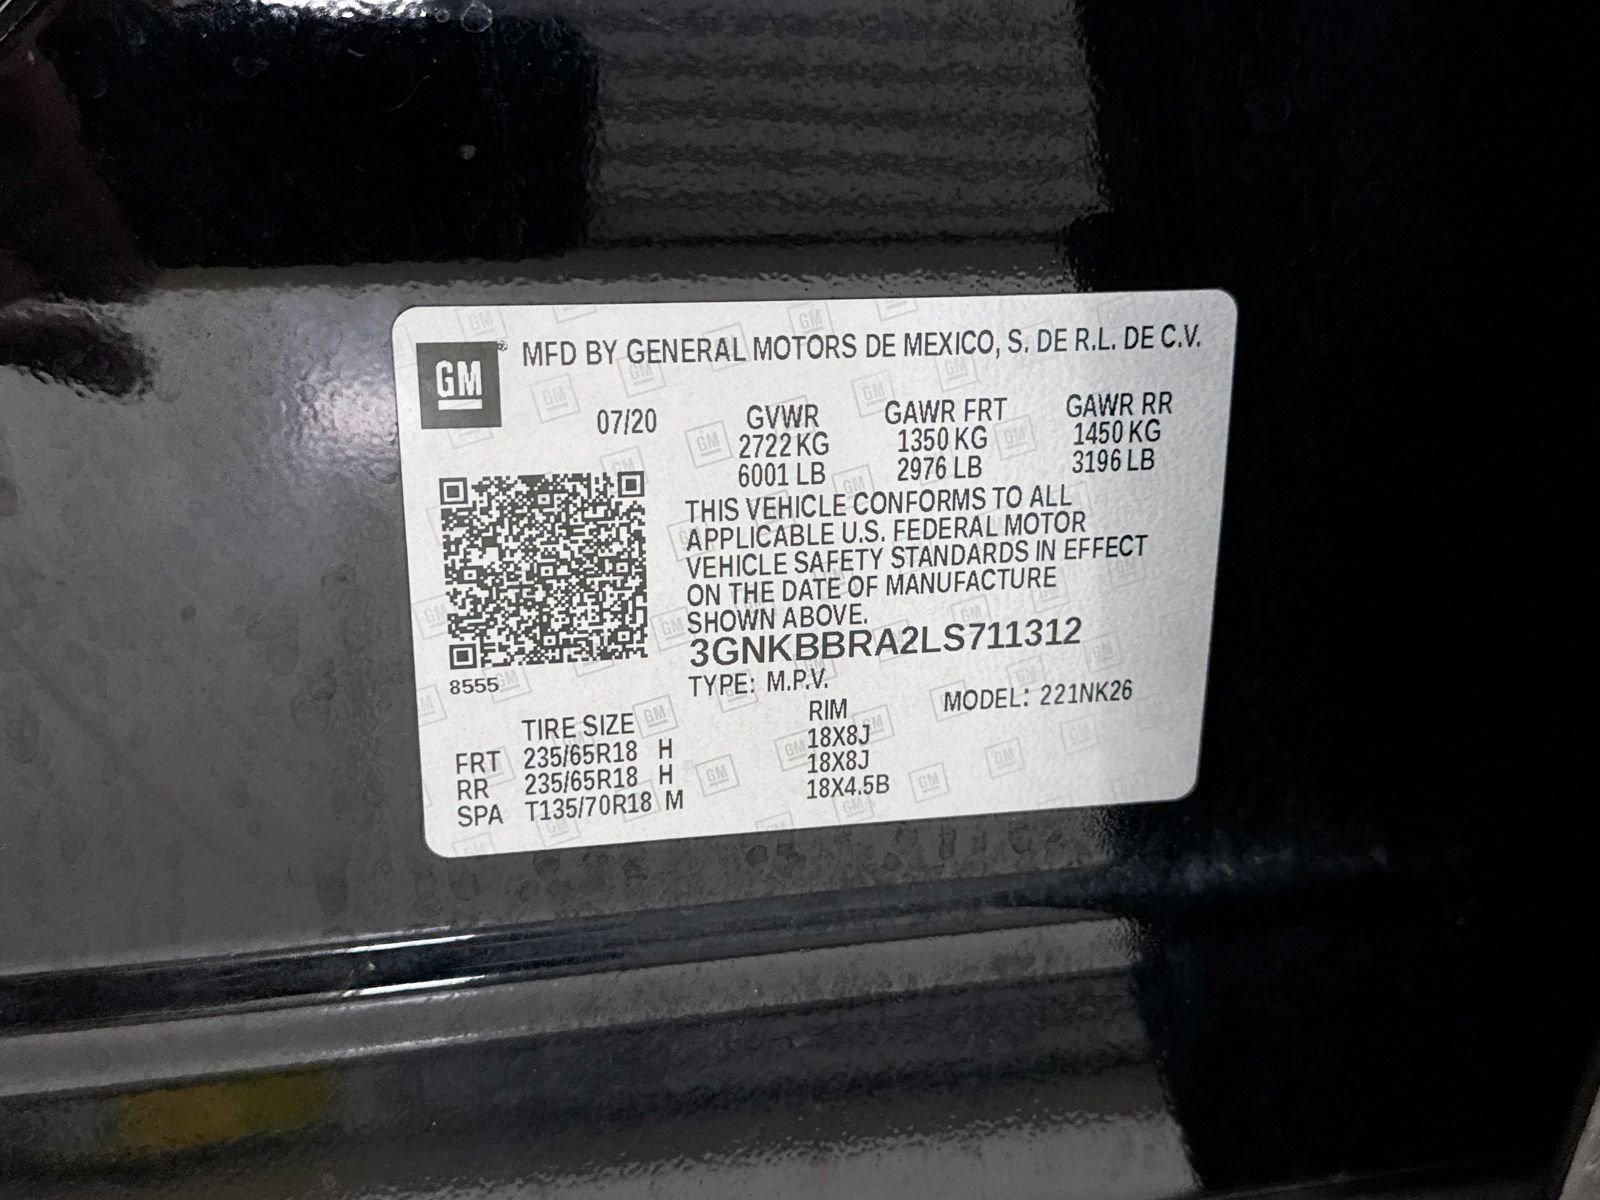 GM® MFD BY GENERAL MOTORS DE MEXICO, S. DE R.L. DE C.V.
07/20 GVWR GAWR FRT GAWR RR
2722 KG 1350 KG 1450 KG
6001 LB 2976 LB 3196 LB
THIS VEHICLE CONFORMS TO ALL
APPLICABLE U.S. FEDERAL MOTOR
VEHICLE SAFETY STANDARDS IN EFFECT
ON THE DATE OF MANUFACTURE
SHOWN ABOVE.
3GNKBBRA2LS711312
8555 TYPE: M.P.V. MODEL: 221NK26
TIRE SIZE RIM
FRT 235/65R18 H 18X8J
RR 235/65R18 H 18X8J
SPA T135/70R18 M 18X4.5B